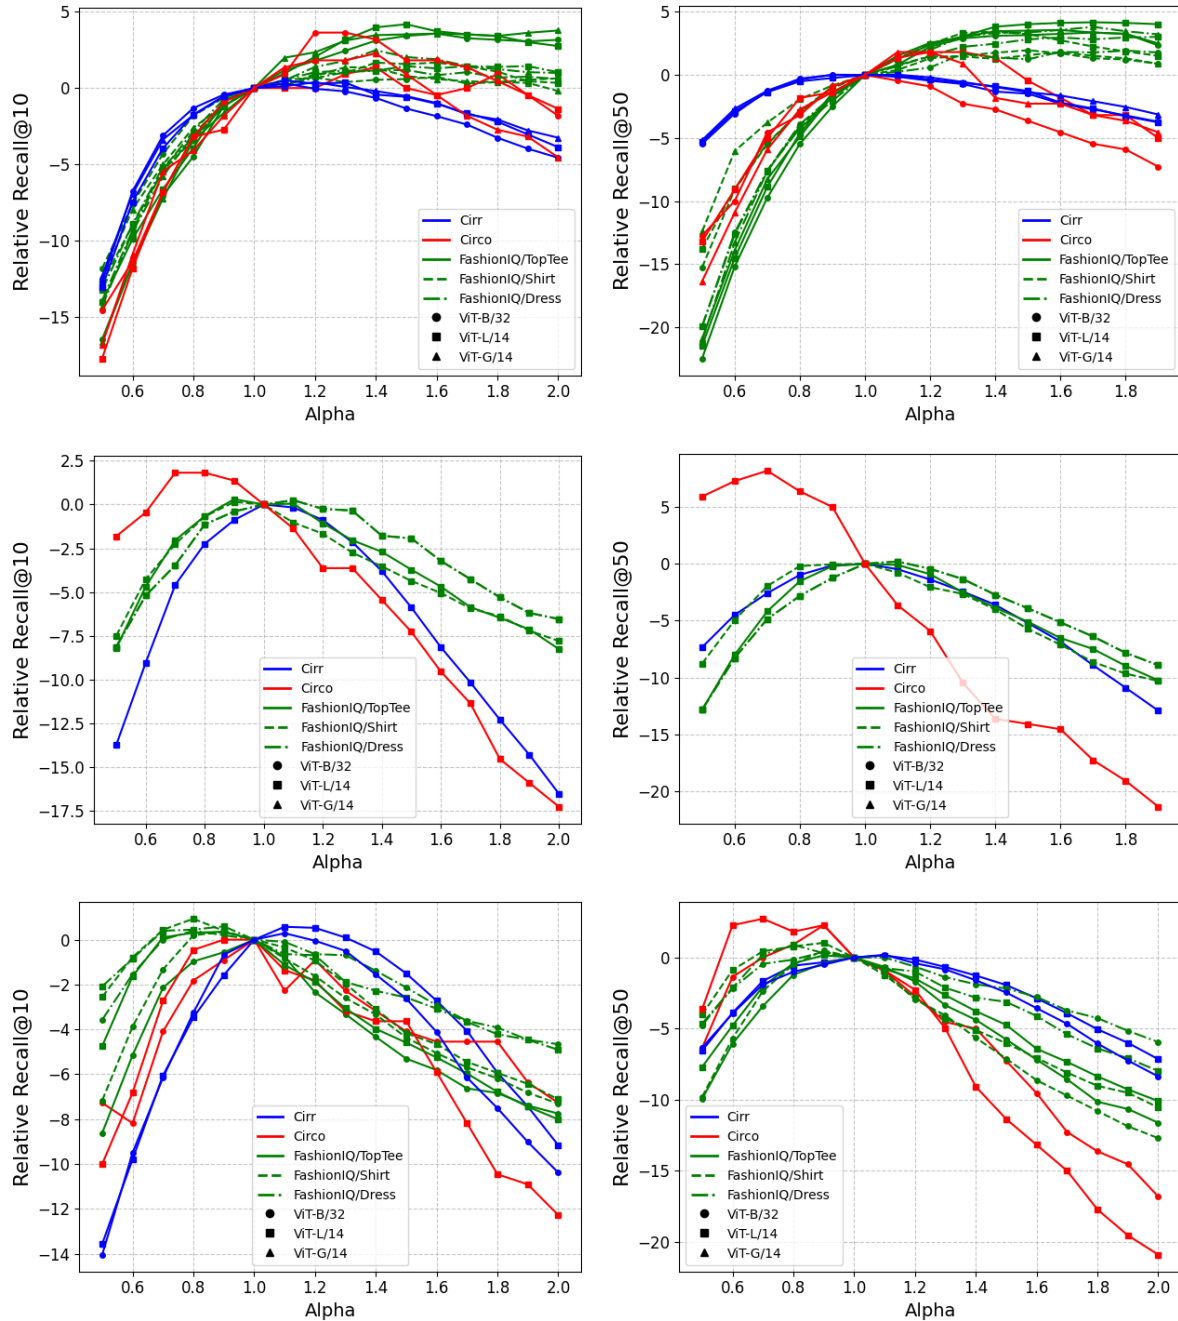 Relative Recall@10
5
0
−5
−10
−15
0.6 0.8 1.0 1.2 1.4 1.6 1.8 2.0
Alpha
Cirr
Circo
FashionIQ/TopTee
FashionIQ/Shirt
FashionIQ/Dress
ViT-B/32
ViT-L/14
ViT-G/14
Relative Recall@50
5
0
−5
−10
−15
−20
0.6 0.8 1.0 1.2 1.4 1.6 1.8
Alpha
Cirr
Circo
FashionIQ/TopTee
FashionIQ/Shirt
FashionIQ/Dress
ViT-B/32
ViT-L/14
ViT-G/14
Relative Recall@10
2.5
0.0
−2.5
−5.0
−7.5
−10.0
−12.5
−15.0
−17.5
0.6 0.8 1.0 1.2 1.4 1.6 1.8 2.0
Alpha
Cirr
Circo
FashionIQ/TopTee
FashionIQ/Shirt
FashionIQ/Dress
ViT-B/32
ViT-L/14
ViT-G/14
Relative Recall@50
5
0
−5
−10
−15
−20
0.6 0.8 1.0 1.2 1.4 1.6 1.8
Alpha
Cirr
Circo
FashionIQ/TopTee
FashionIQ/Shirt
FashionIQ/Dress
ViT-B/32
ViT-L/14
ViT-G/14
Relative Recall@10
0
−2
−4
−6
−8
−10
−12
−14
0.6 0.8 1.0 1.2 1.4 1.6 1.8 2.0
Alpha
Cirr
Circo
FashionIQ/TopTee
FashionIQ/Shirt
FashionIQ/Dress
ViT-B/32
ViT-L/14
ViT-G/14
Relative Recall@50
0
−5
−10
−15
−20
0.6 0.8 1.0 1.2 1.4 1.6 1.8 2.0
Alpha
Cirr
Circo
FashionIQ/TopTee
FashionIQ/Shirt
FashionIQ/Dress
ViT-B/32
ViT-L/14
ViT-G/14